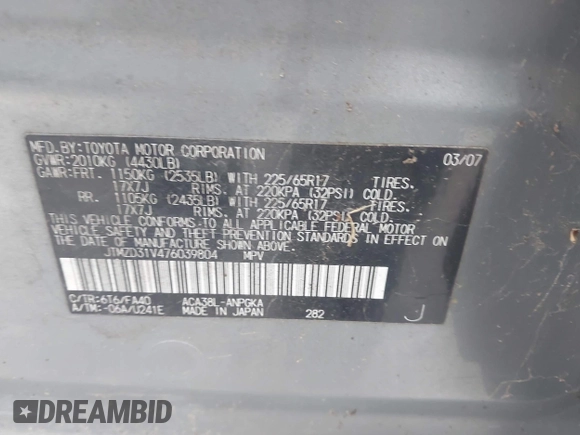 MFD.BY:TOYOTA MOTOR CORPORATION 03/07
GVWR:2010KG (4430LB)
GAWR:FRT. 1150KG (2535LB) WITH 225/65R17 TIRES.
17X7J RIMS. AT 220KPA (32PSI) COLD.
RR. 1105KG (2435LB) WITH 225/65R17 TIRES.
17X7J RIMS. AT 220KPA (32PSI) COLD.
THIS VEHICLE CONFORMS TO ALL APPLICABLE FEDERAL MOTOR
VEHICLE SAFETY AND THEFT PREVENTION STANDARDS IN EFFECT
ON THE DATE OF MANUFACTURE SHOWN ABOVE.
JTMZD31V476039804 MPV
C/TR:6T6/FA40 ACA38L-ANPGKA
A/TM:-06A/U241E MADE IN JAPAN 282 J
DREAMBID